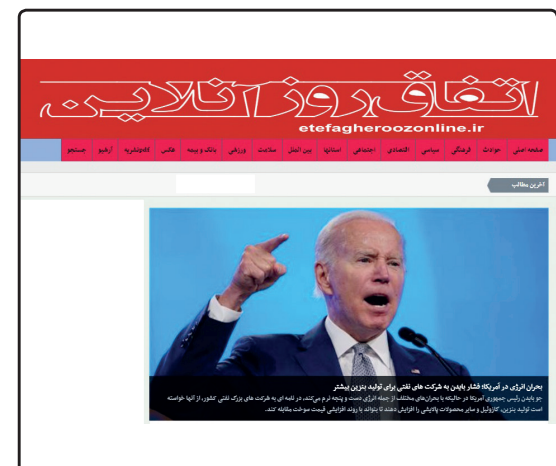 اتفاق روز آنلاین
etefagheroozonline.ir
صفحه اصلی حوادث فرهنگی سیاسی اقتصادی اجتماعی استانها بین الملل سلامت ورزشی بانک و بیمه عکس کافونشریه آرشیو جستجو
آخرین مطالب
بحران انرژی در آمریکا؛ فشار بایدن به شرکت های نفتی برای تولید بنزین بیشتر
جو بایدن رئیس جمهوری آمریکا در حالیکه با بحران‌های مختلف از جمله انرژی دست و پنجه نرم می‌کند، در نامه ای به شرکت های بزرگ نفتی کشور، از آنها خواسته
است تولید بنزین، گازوئیل و سایر محصولات پالایشی را افزایش دهند تا بتواند با روند افزایشی قیمت سوخت مقابله کند.